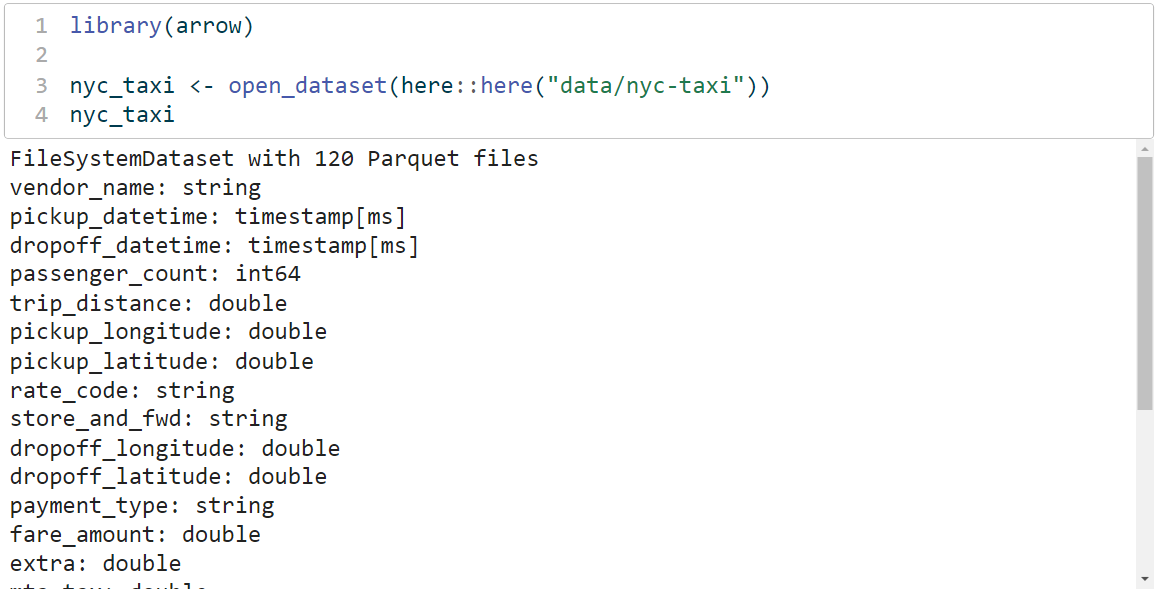 1 library(arrow)
2
3 nyc_taxi <- open_dataset(here::here("data/nyc-taxi"))
4 nyc_taxi
FileSystemDataset with 120 Parquet files
vendor_name: string
pickup_datetime: timestamp[ms]
dropoff_datetime: timestamp[ms]
passenger_count: int64
trip_distance: double
pickup_longitude: double
pickup_latitude: double
rate_code: string
store_and_fwd: string
dropoff_longitude: double
dropoff_latitude: double
payment_type: string
fare_amount: double
extra: double